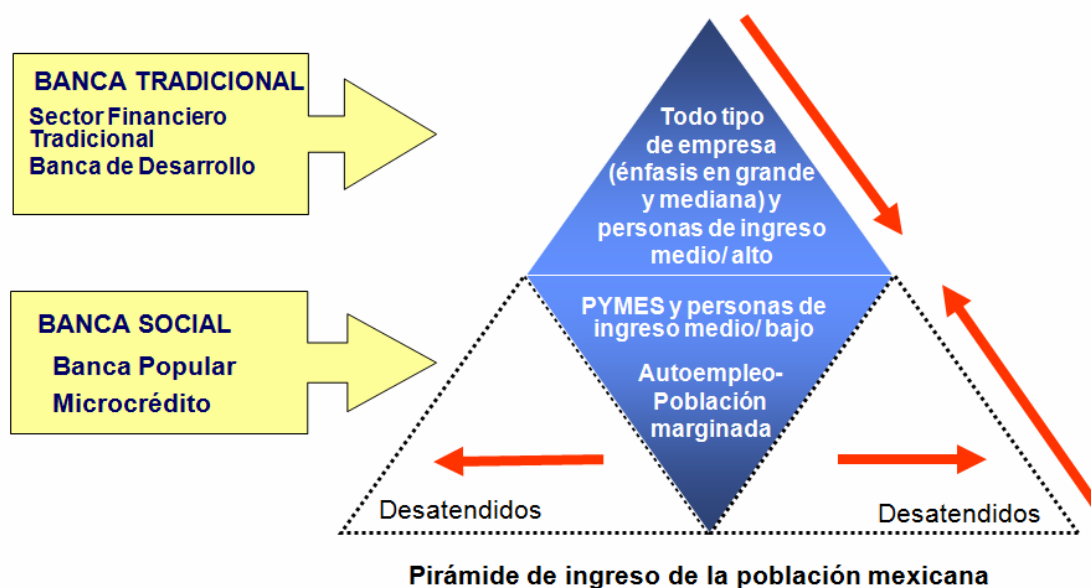 BANCA TRADICIONAL
Sector Financiero
Tradicional
Banca de Desarrollo
Todo tipo
de empresa
(énfasis en grande
y mediana) y
personas de ingreso
medio/ alto
BANCA SOCIAL
Banca Popular
Microcrédito
PYMES y personas de
ingreso medio/ bajo
Autoempleo-
Población
marginada
Desatendidos
Desatendidos
Pirámide de ingreso de la población mexicana